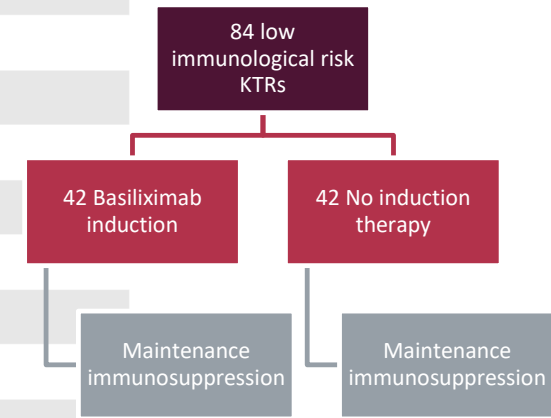 84 low
immunological risk
KTRs
42 Basiliximab
induction
42 No induction
therapy
Maintenance
immunosuppression
Maintenance
immunosuppression